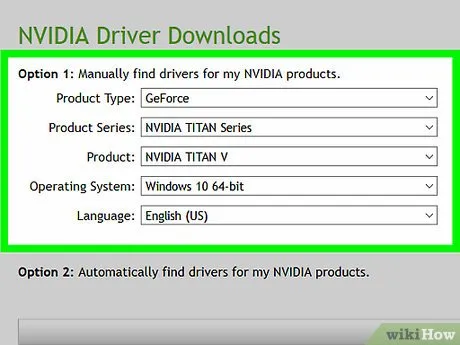 NVIDIA Driver Downloads
Option 1: Manually find drivers for my NVIDIA products.
Product Type: GeForce
Product Series: NVIDIA TITAN Series
Product: NVIDIA TITAN V
Operating System: Windows 10 64-bit
Language: English (US)
Option 2: Automatically find drivers for my NVIDIA products.
wikiHow